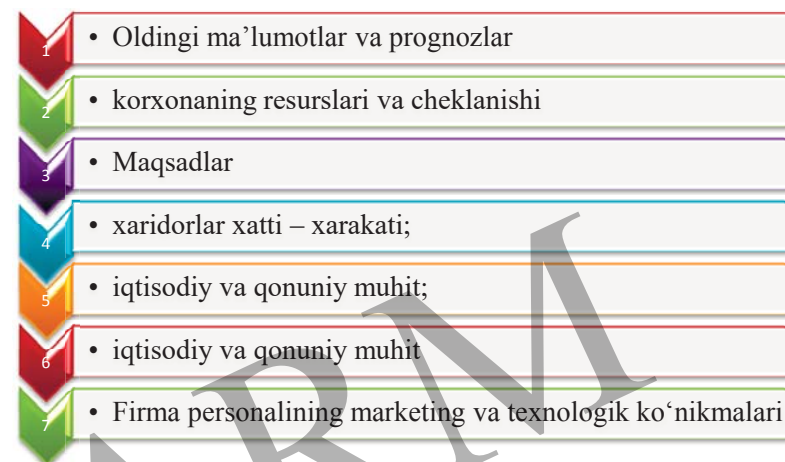 1 • Oldingi ma’lumotlar va prognozlar
2 • korxonaning resurslari va cheklanishi
3 • Maqsadlar
4 • xaridorlar xatti – xarakati;
5 • iqtisodiy va qonuniy muhit;
6 • iqtisodiy va qonuniy muhit
7 • Firma personalining marketing va texnologik ko‘nikmalari
ARM